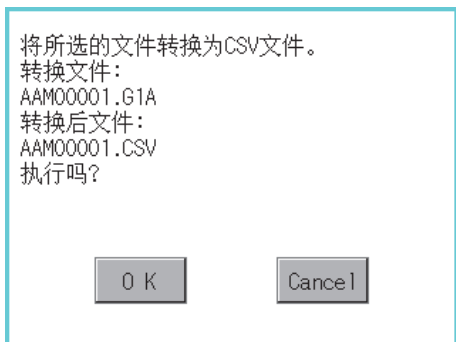 将所选的文件转换为CSV文件。
转换文件:
AAM00001.G1A
转换后文件:
AAM00001.CSV
执行吗?
OK
Cancel